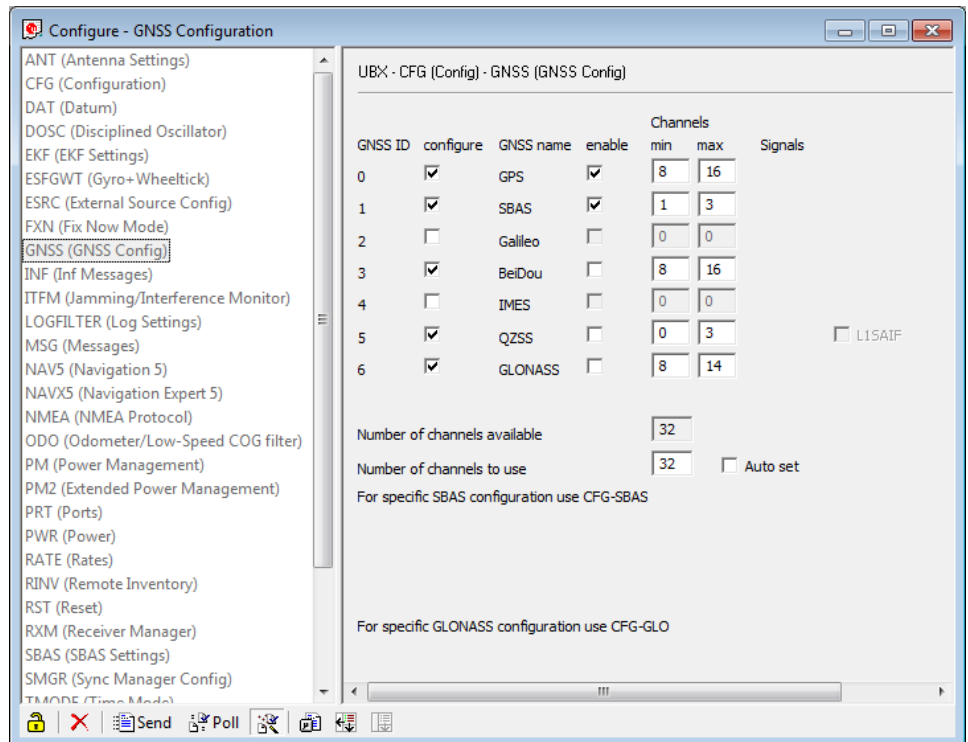 Configure - GNSS Configuration
ANT (Antenna Settings)
CFG (Configuration)
DAT (Datum)
DOSC (Disciplined Oscillator)
EKF (EKF Settings)
ESFGWT (Gyro+Wheeltick)
ESRC (External Source Config)
FXN (Fix Now Mode)
GNSS (GNSS Config)
INF (Inf Messages)
ITFM (Jamming/Interference Monitor)
LOGFILTER (Log Settings)
MSG (Messages)
NAV5 (Navigation 5)
NAVX5 (Navigation Expert 5)
NMEA (NMEA Protocol)
ODO (Odometer/Low-Speed COG filter)
PM (Power Management)
PM2 (Extended Power Management)
PRT (Ports)
PWR (Power)
RATE (Rates)
RINV (Remote Inventory)
RST (Reset)
RXM (Receiver Manager)
SBAS (SBAS Settings)
SMGR (Sync Manager Config)
TMODE (Time Mode)
UBX - CFG (Config) - GNSS (GNSS Config)
Channels
GNSS ID configure GNSS name enable min max Signals
0 GPS 8 16
1 SBAS 1 3
2 Galileo 0 0
3 BeiDou 8 16
4 IMES 0 0
5 QZSS 0 3 L1SAIF
6 GLONASS 8 14
Number of channels available 32
Number of channels to use 32 Auto set
For specific SBAS configuration use CFG-SBAS
For specific GLONASS configuration use CFG-GLO
Send Poll